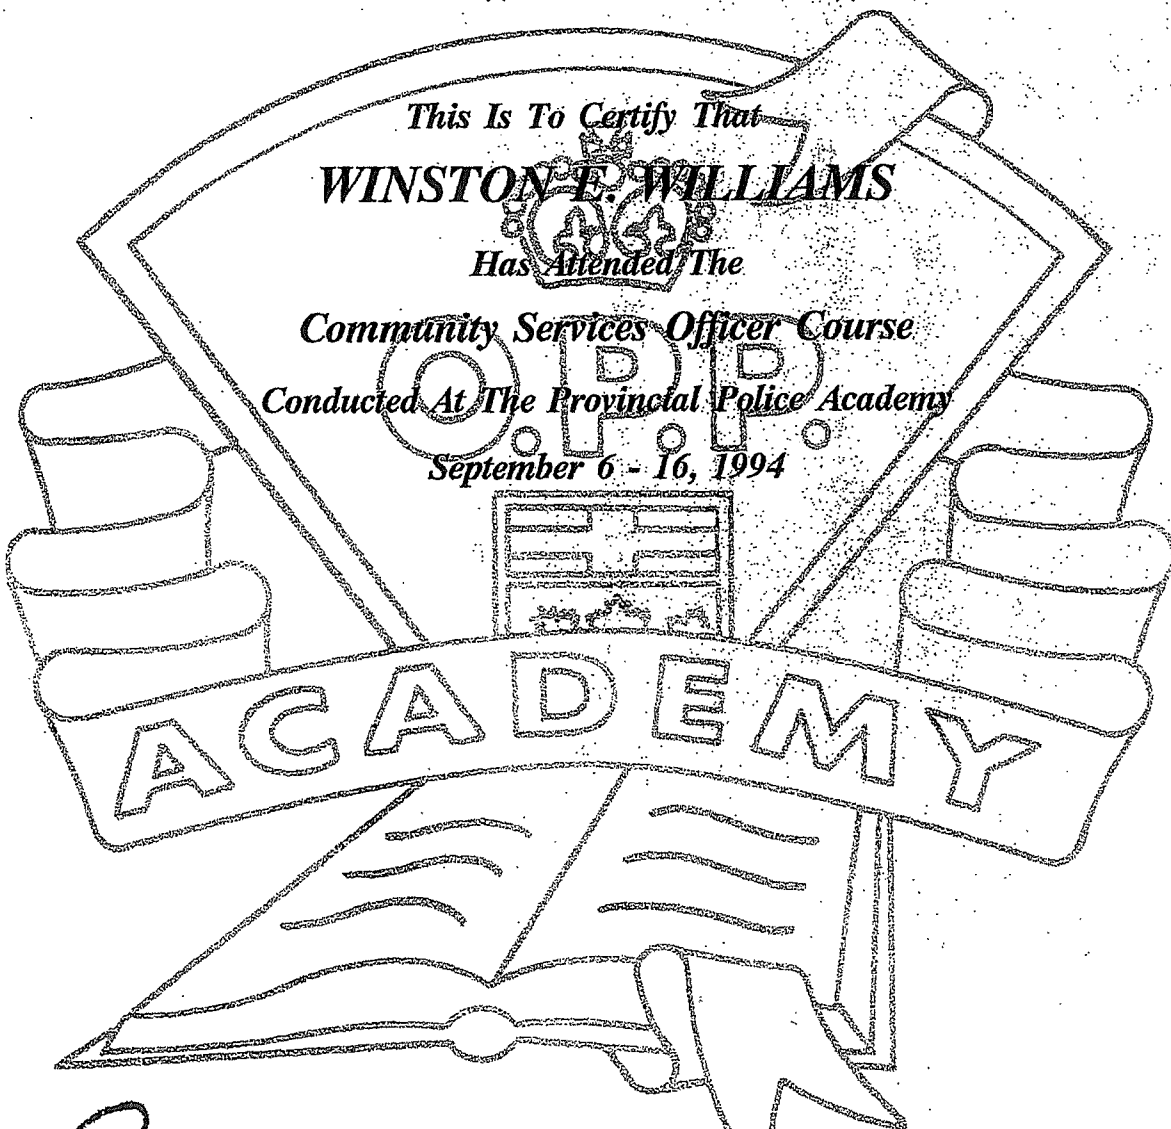 This Is To Certify That
WINSTON E. WILLIAMS
Has Attended The
Community Services Officer Course
O.P.P.
Conducted At The Provincial Police Academy
September 6 - 16, 1994
ACADEMY